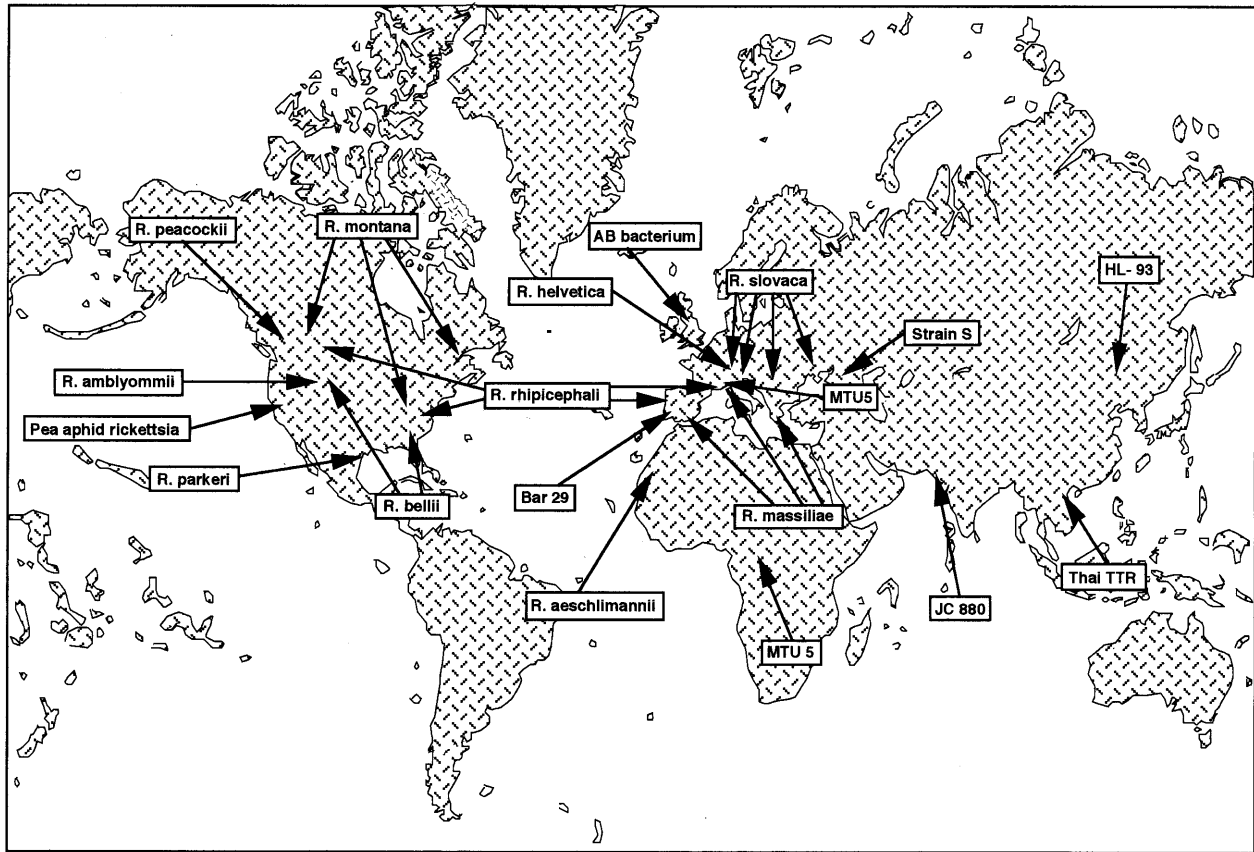 R. peacockii
R. montana
AB bacterium
R. helvetica
R. slovaca
HL- 93
Strain S
R. amblyommii
R. rhipicephali
MTU5
Pea aphid rickettsia
R. parkeri
R. bellii
Bar 29
R. massiliae
R. aeschlimannii
JC 880
Thai TTR
MTU 5